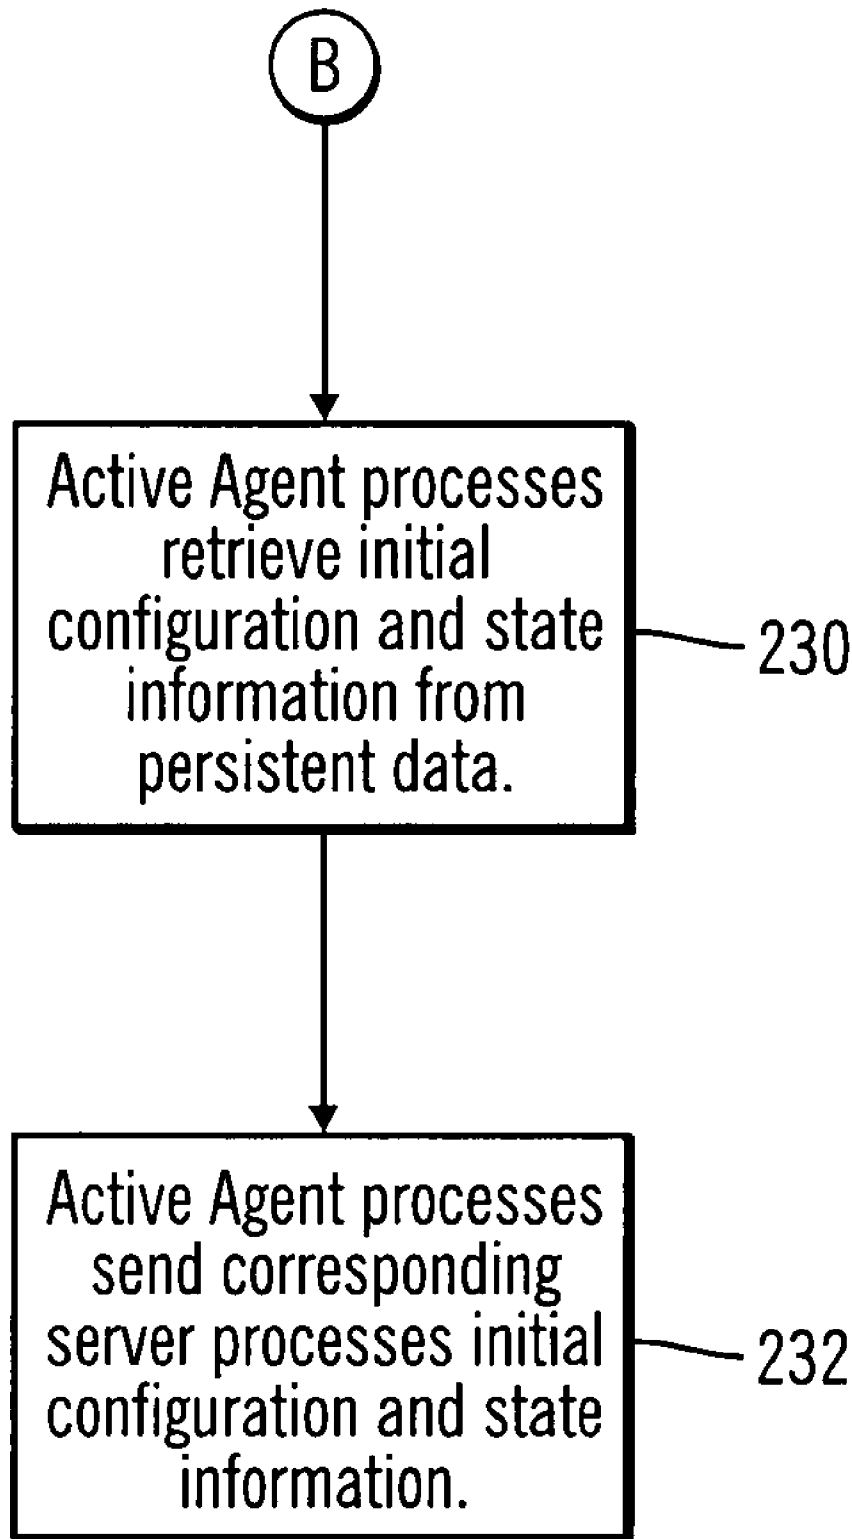 B
Active Agent processes
retrieve initial
configuration and state
information from
persistent data.
230
Active Agent processes
send corresponding
server processes initial
configuration and state
information.
232